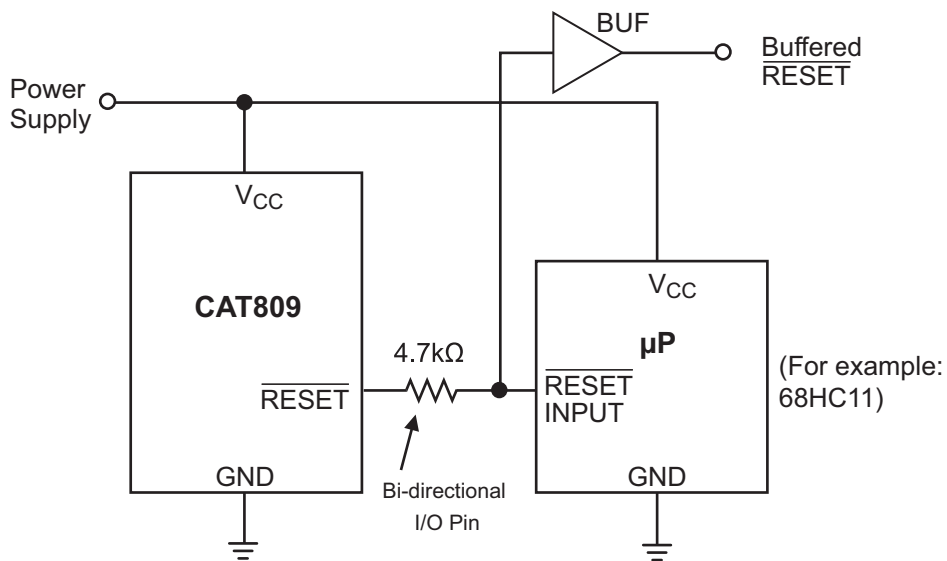 BUF
Buffered
RESET
Power
Supply
VCC
CAT809
RESET
GND
4.7kΩ
Bi-directional
I/O Pin
VCC
µP
RESET
INPUT
GND
(For example:
68HC11)